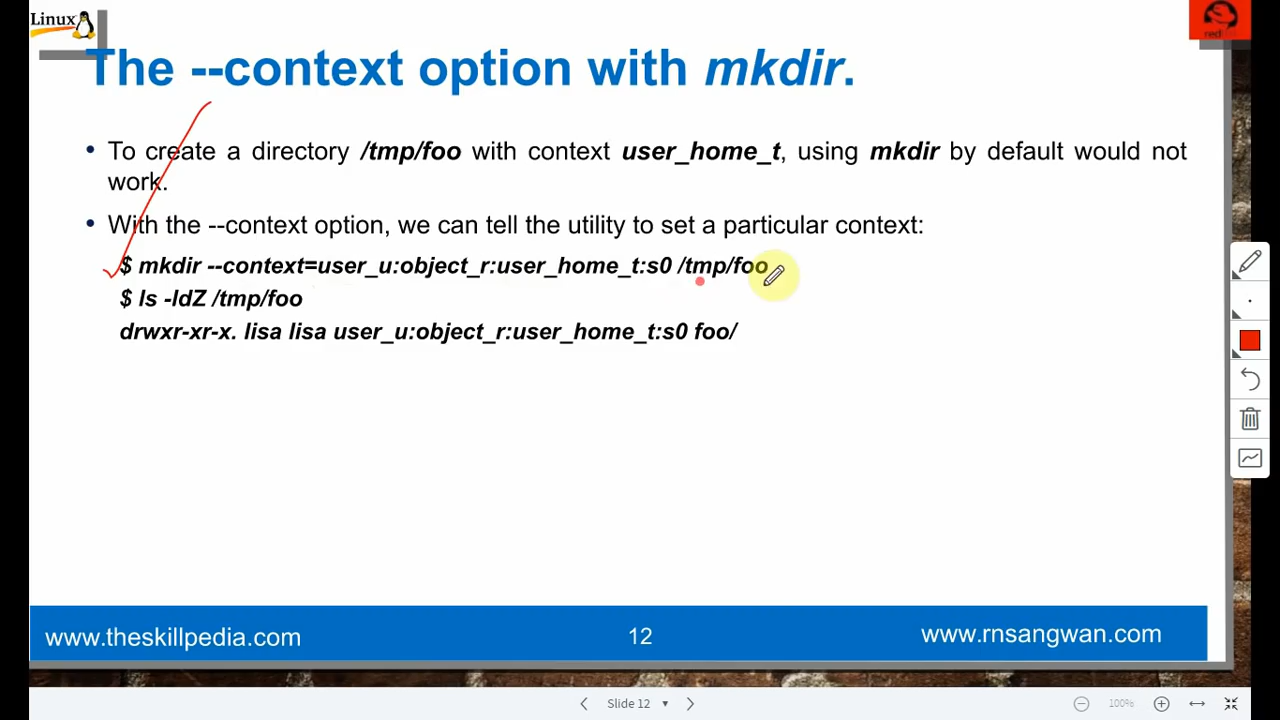 Linux
red
The --context option with mkdir.
• To create a directory /tmp/foo with context user_home_t, using mkdir by default would not
work.
• With the --context option, we can tell the utility to set a particular context:
$ mkdir --context=user_u:object_r:user_home_t:s0 /tmp/foo
$ ls -ldZ /tmp/foo
drwxr-xr-x. lisa lisa user_u:object_r:user_home_t:s0 foo/
www.theskillpedia.com
12
www.rnsangwan.com
Slide 12
100%